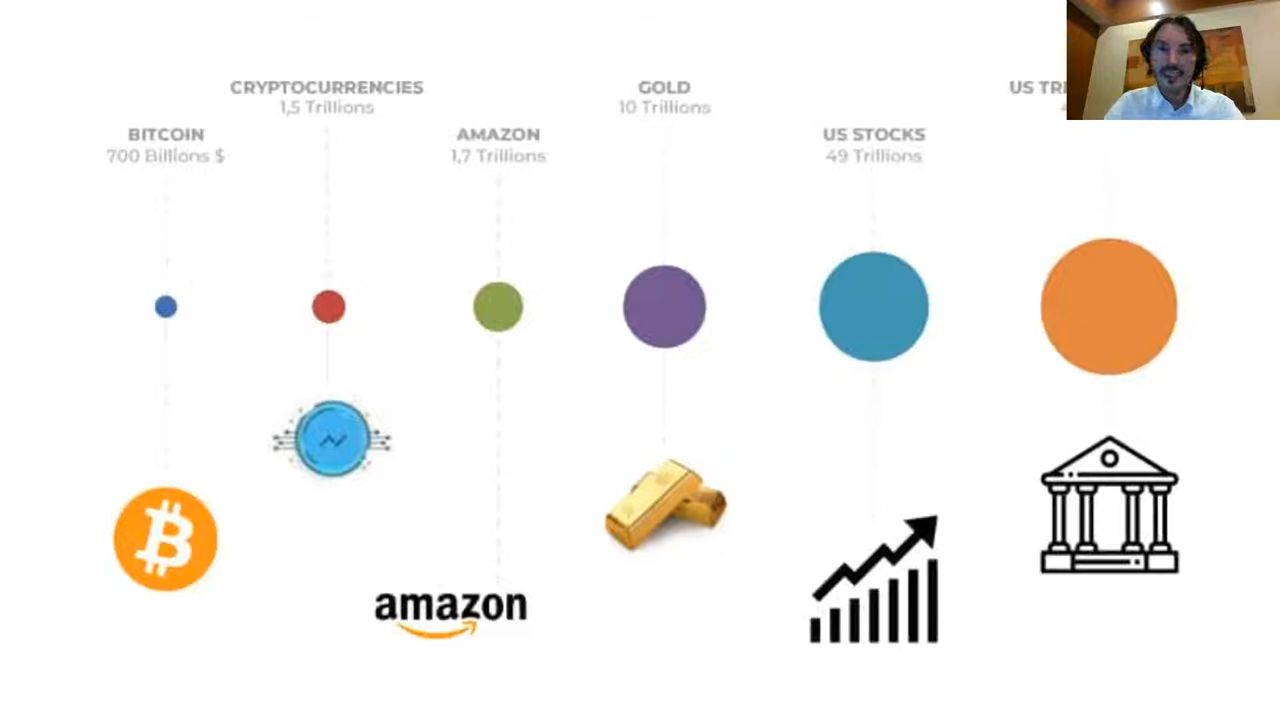 CRYPTOCURRENCIES
1,5 Trillions
GOLD
10 Trillions
US
BITCOIN
700 Billions $
AMAZON
1,7 Trillions
US STOCKS
49 Trillions
amazon